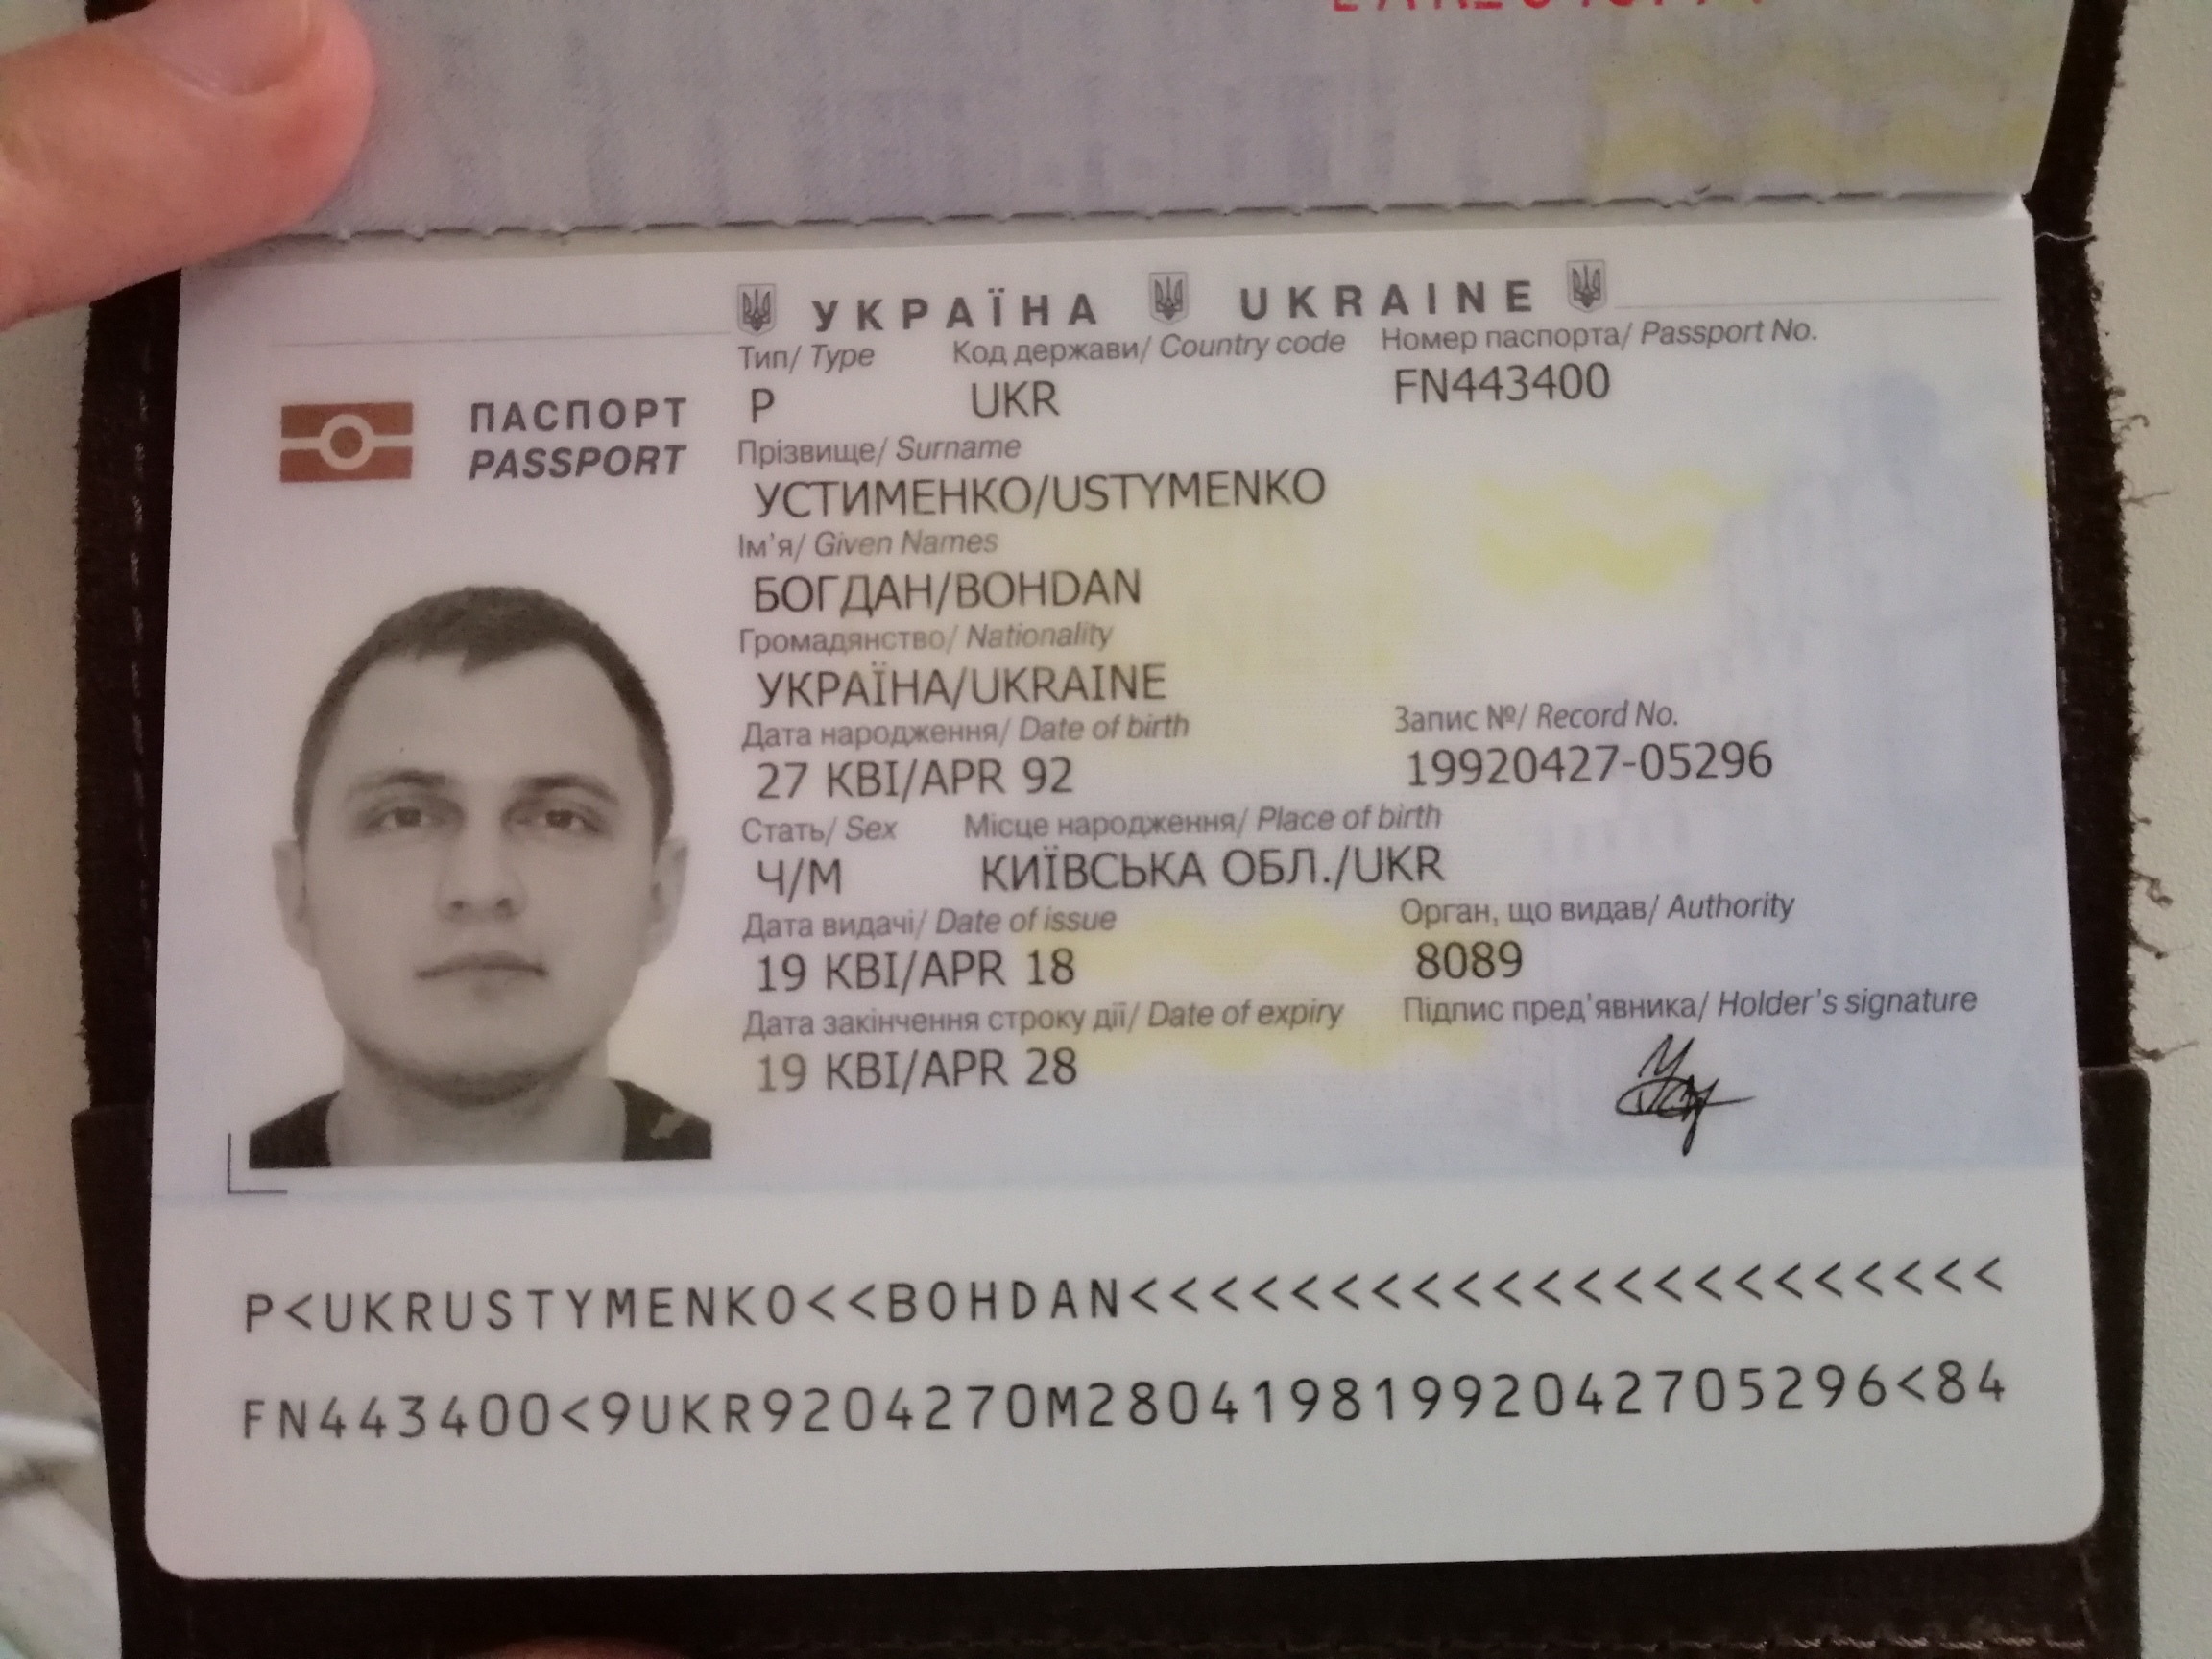 УКРАЇНА UKRAINE
Тип/ Type Код держави/ Country code Номер паспорта/ Passport No.
P UKR FN443400
ПАСПОРТ
PASSPORT
Прізвище/ Surname
УСТИМЕНКО/USTYMENKO
Ім'я/ Given Names
БОГДАН/BOHDAN
Громадянство/ Nationality
УКРАЇНА/UKRAINE
Дата народження/ Date of birth Запис №/ Record No.
27 КВІ/APR 92 19920427-05296
Стать/ Sex Місце народження/ Place of birth
Ч/M КИЇВСЬКА ОБЛ./UKR
Дата видачі/ Date of issue Орган, що видав/ Authority
19 КВІ/APR 18 8089
Дата закінчення строку дії/ Date of expiry Підпис пред'явника/ Holder's signature
19 КВІ/APR 28
P<UKRUSTYMENKO<<BOHDAN<<<<<<<<<<<<<<<<<<<<<<
FN443400<9UKR9204270M28041981992042705296<84